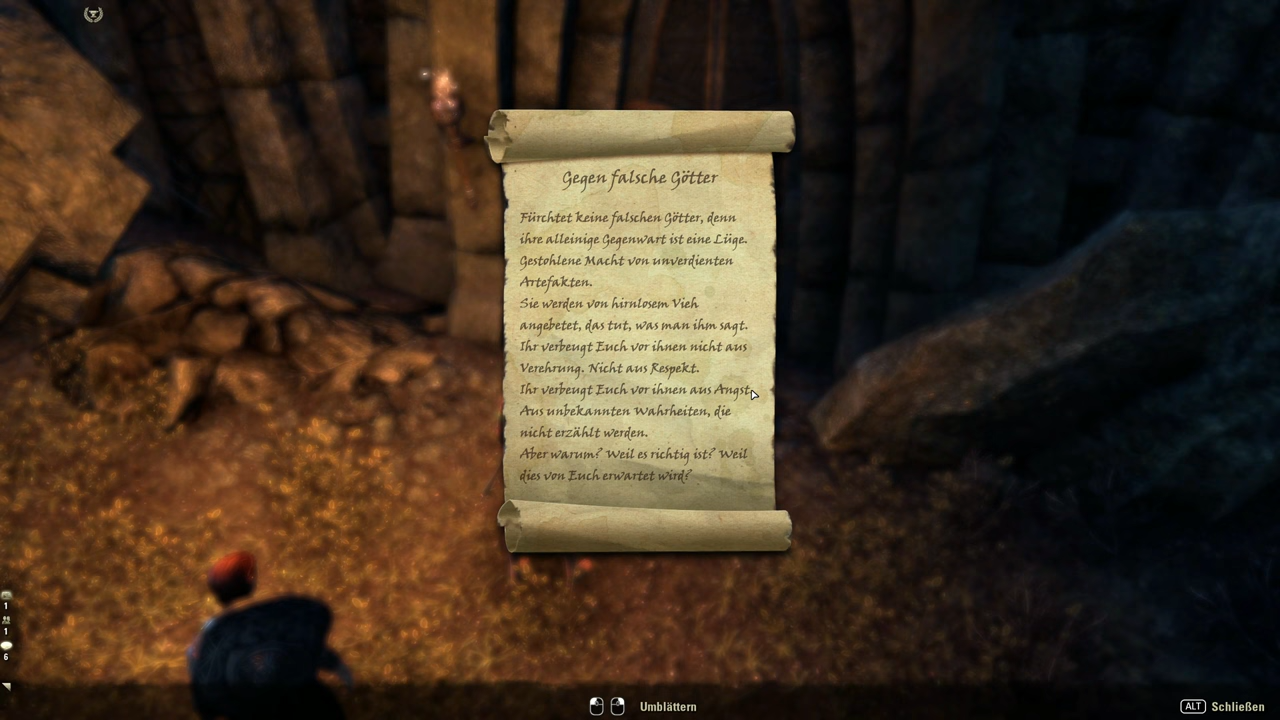 Gegen falsche Götter
Fürchtet keine falschen Götter, denn
ihre alleinige Gegenwart ist eine Lüge.
Gestohlene Macht von unverdienten
Artefakten.
Sie werden von hirnlosem Vieh
angebetet, das tut, was man ihm sagt.
Ihr verbeugt Euch vor ihnen nicht aus
Verehrung. Nicht aus Respekt.
Ihr verbeugt Euch vor ihnen aus Angst.
Aus unbekannten Wahrheiten, die
nicht erzählt werden.
Aber warum? Weil es richtig ist? Weil
dies von Euch erwartet wird?
1
1
6
Umblättern
ALT Schließen